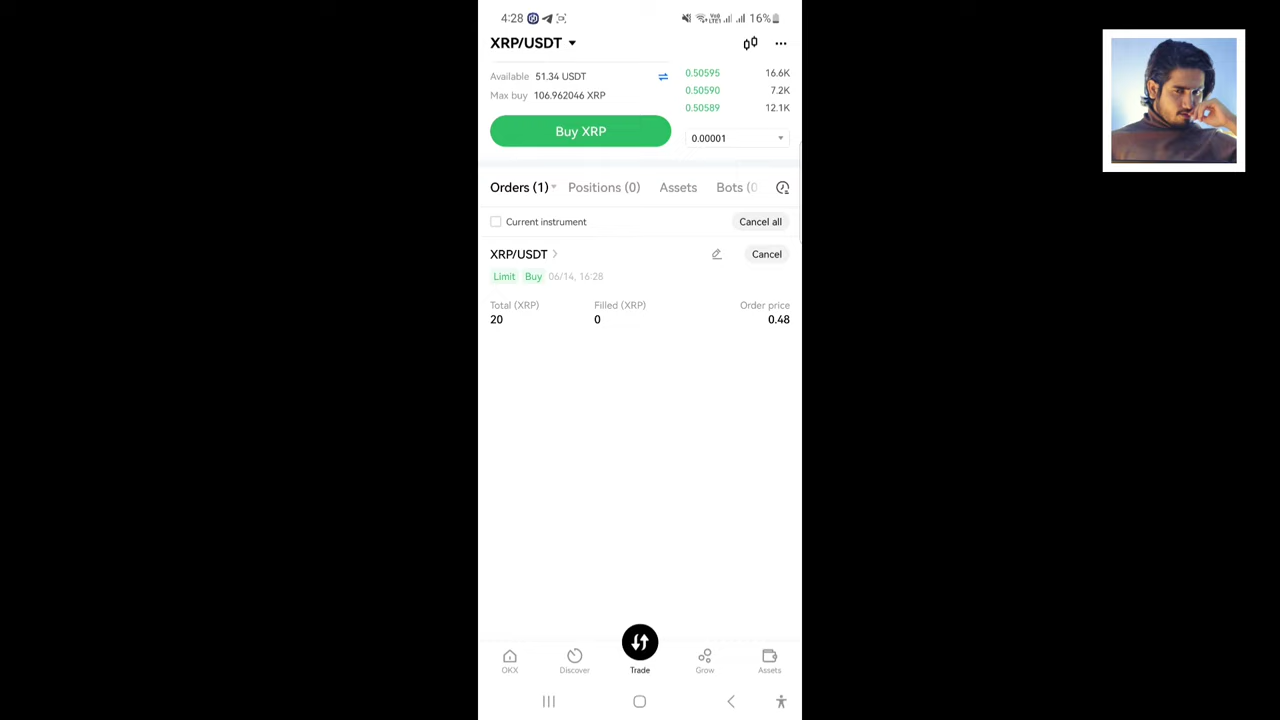 4:28 16%
XRP/USDT
Available 51.34 USDT
Max buy 106.962046 XRP
Buy XRP
0.50595 16.6K
0.50590 7.2K
0.50589 12.1K
0.00001
Orders (1) Positions (0) Assets Bots (0
Current instrument Cancel all
XRP/USDT Cancel
Limit Buy 06/14, 16:28
Total (XRP) Filled (XRP) Order price
20 0 0.48
OKX Discover Trade Grow Assets